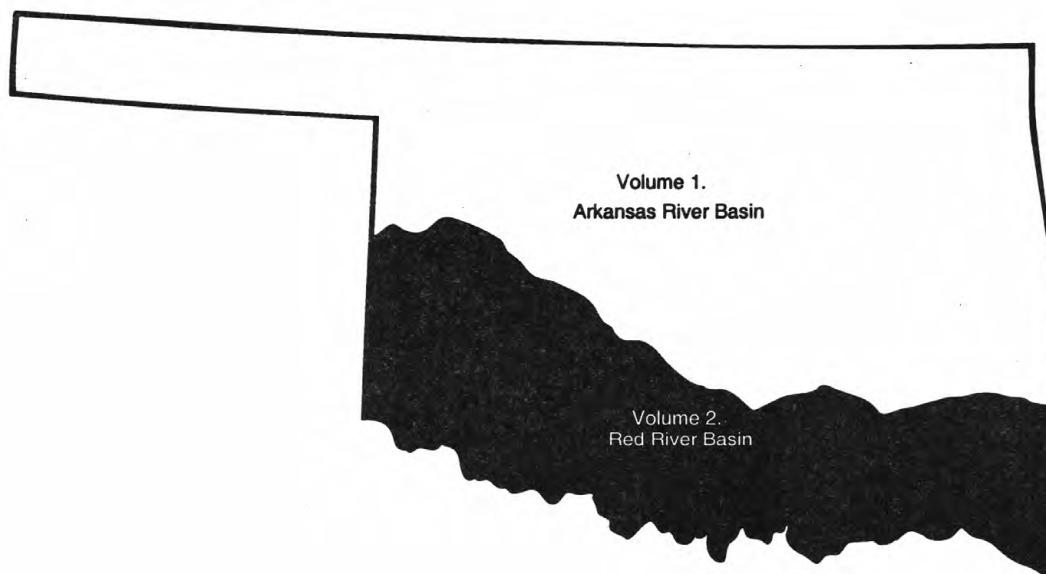 Volume 1.
Arkansas River Basin
Volume 2.
Red River Basin